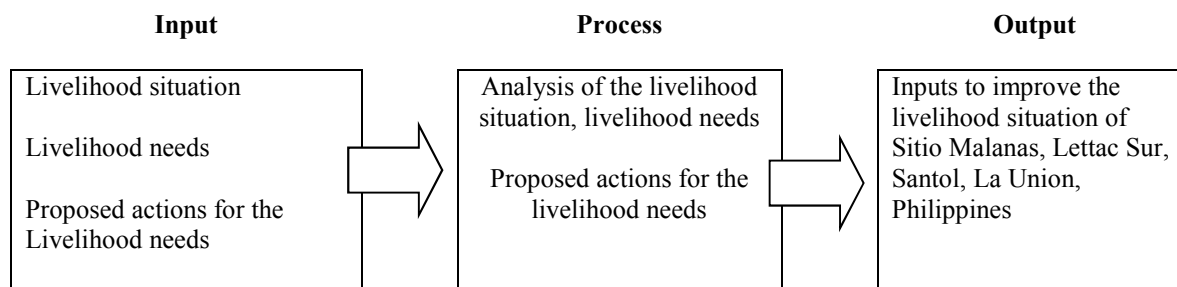 Input
Process
Output
Livelihood situation
Livelihood needs
Proposed actions for the
Livelihood needs
Analysis of the livelihood
situation, livelihood needs
Proposed actions for the
livelihood needs
Inputs to improve the
livelihood situation of
Sitio Malanas, Lettac Sur,
Santol, La Union,
Philippines